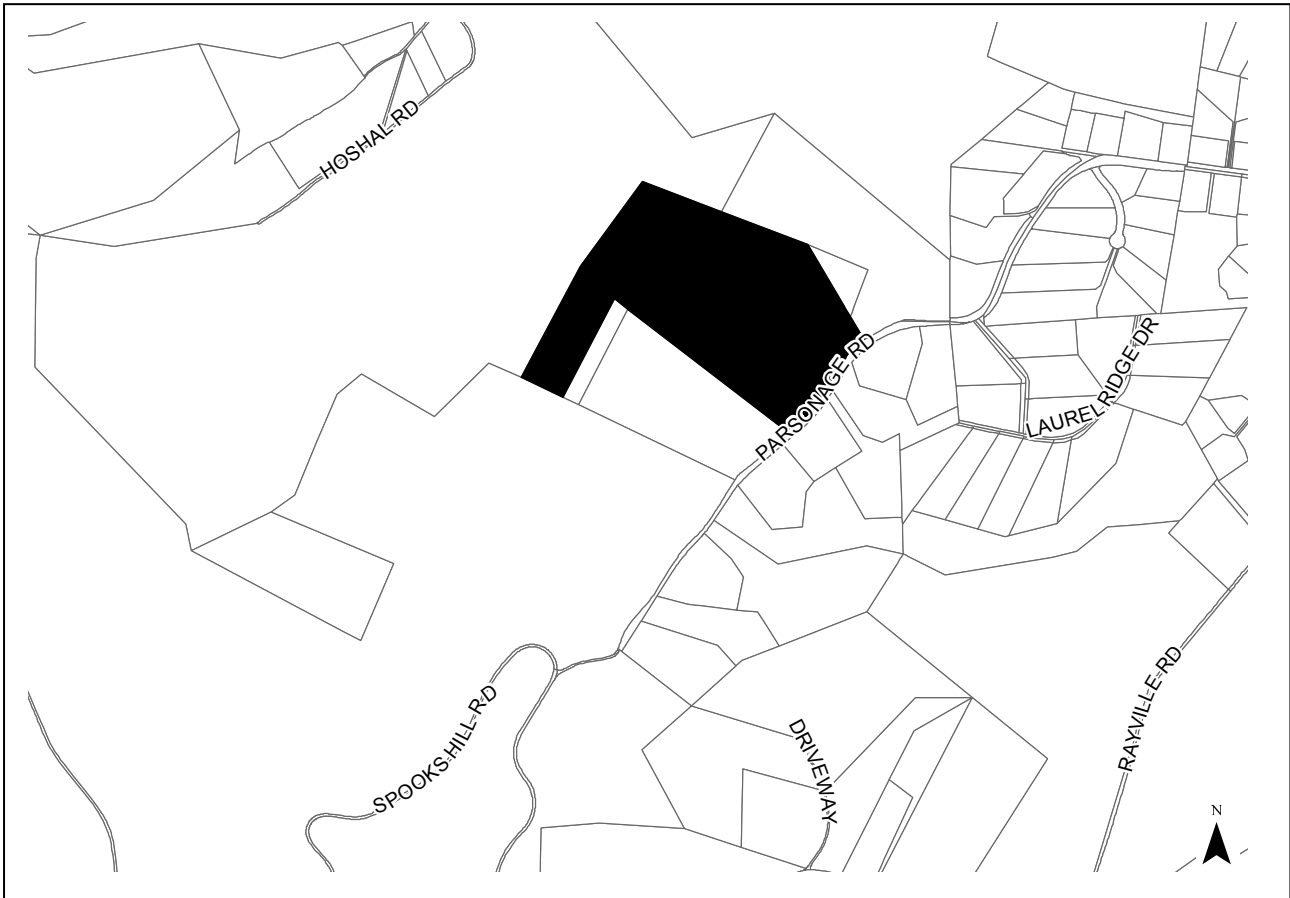 HOSHAL RD
PARSONAGE RD
LAUREL RIDGE DR
RAYVILLE RD
SPOOKS HILL RD
DRIVEWAY
N